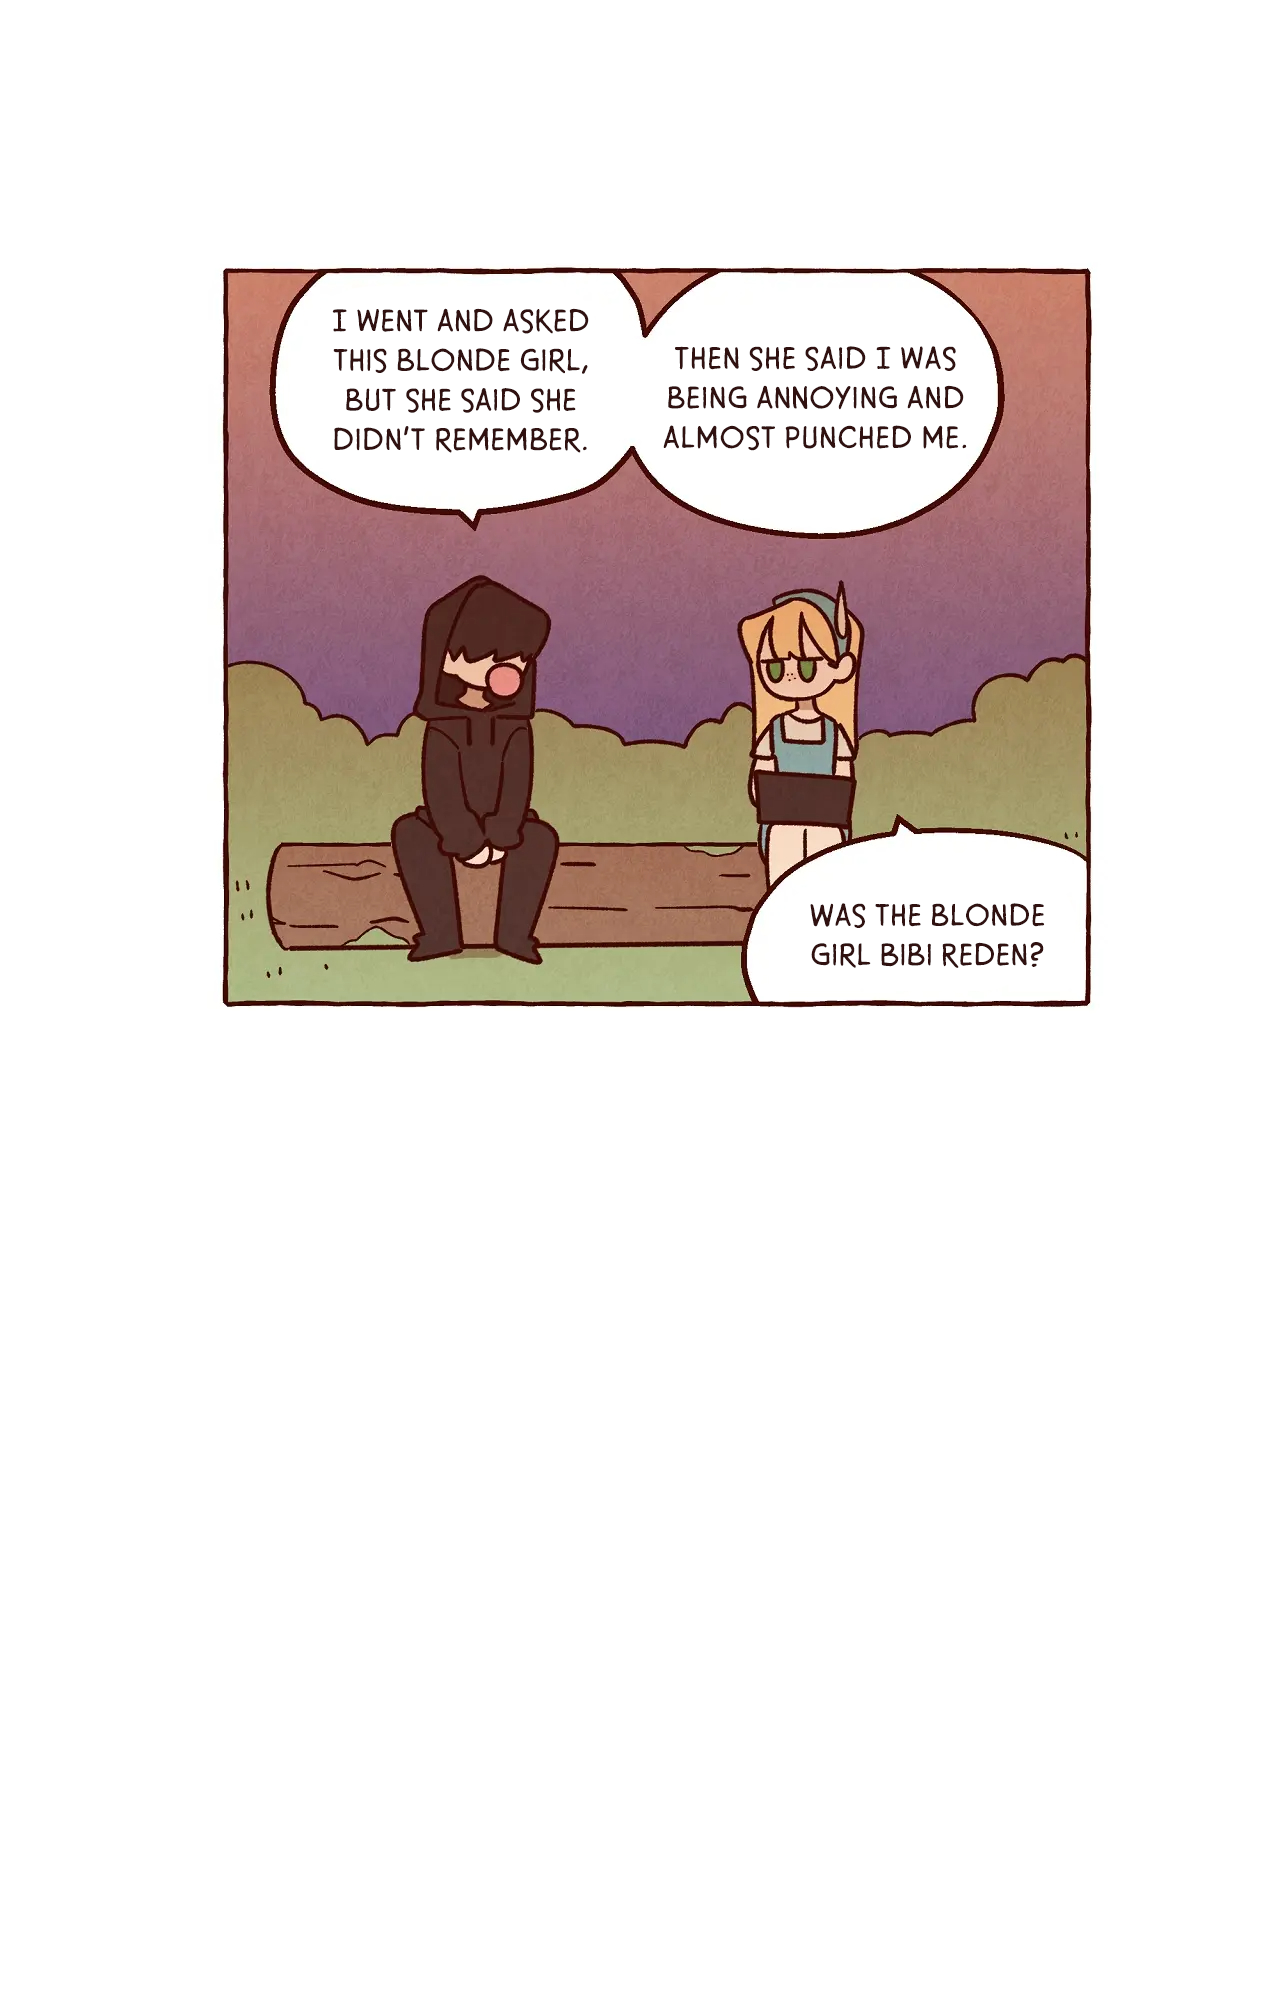 I WENT AND ASKED
THIS BLONDE GIRL,
BUT SHE SAID SHE
DIDN'T REMEMBER.
THEN SHE SAID I WAS
BEING ANNOYING AND
ALMOST PUNCHED ME.
WAS THE BLONDE
GIRL BIBI REDEN?